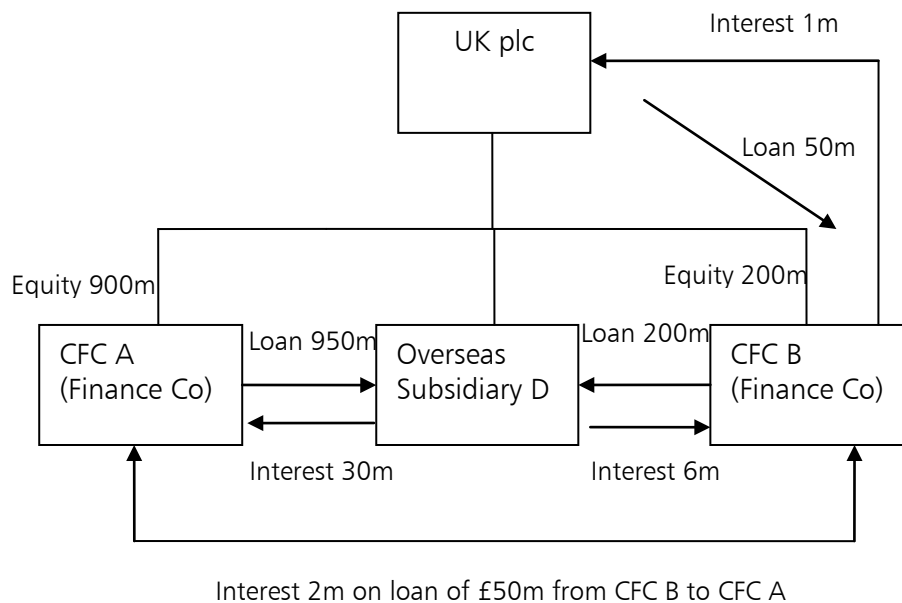 Interest 1m
UK plc
Loan 50m
Equity 900m
Equity 200m
Loan 950m
Loan 200m
CFC A
(Finance Co)
Overseas
Subsidiary D
CFC B
(Finance Co)
Interest 30m
Interest 6m
Interest 2m on loan of £50m from CFC B to CFC A